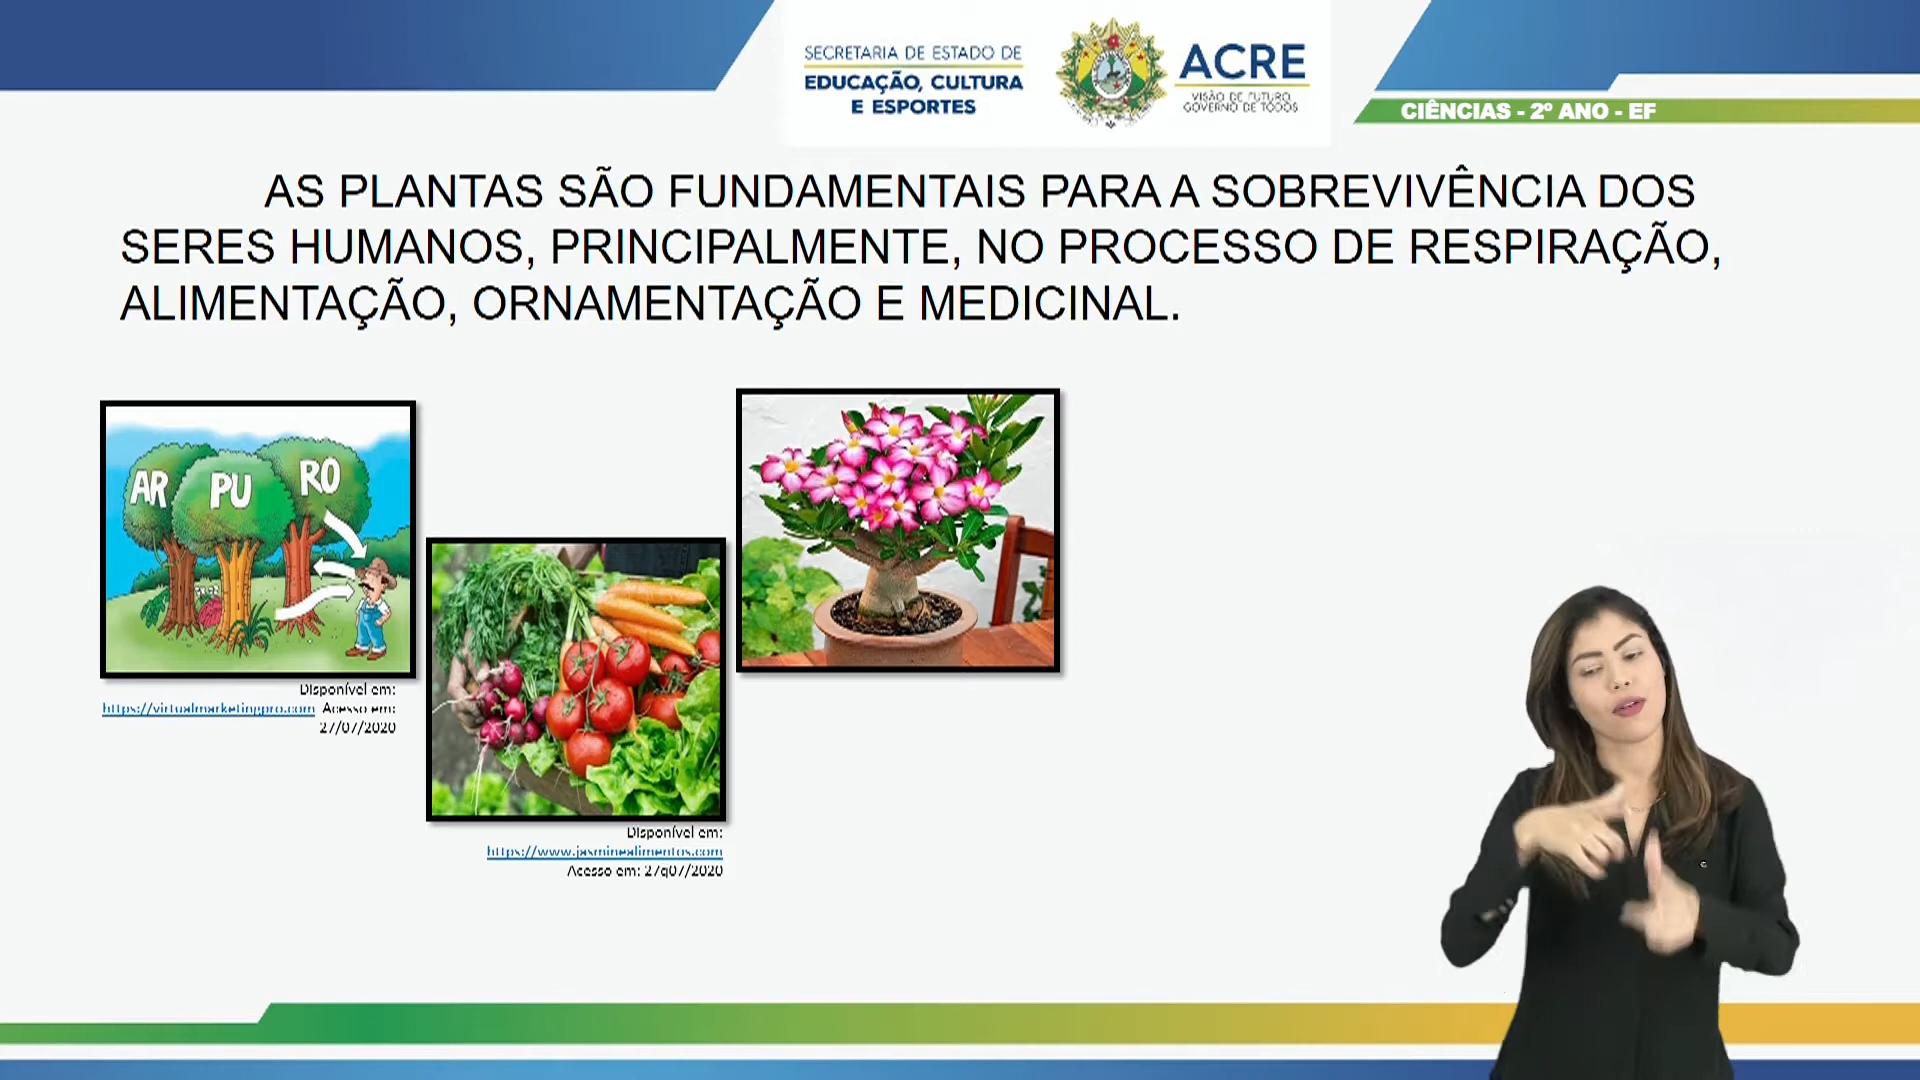 SECRETARIA DE ESTADO DE
EDUCAÇÃO, CULTURA
E ESPORTES
ACRE
VISÃO DE FUTURO,
GOVERNO DE TODOS
CIÊNCIAS - 2º ANO - EF
AS PLANTAS SÃO FUNDAMENTAIS PARA A SOBREVIVÊNCIA DOS
SERES HUMANOS, PRINCIPALMENTE, NO PROCESSO DE RESPIRAÇÃO,
ALIMENTAÇÃO, ORNAMENTAÇÃO E MEDICINAL.
AR PU RO
Disponível em:
https://virtualmarketingpro.com Acesso em:
27/07/2020
Disponível em:
https://www.jasminealimentos.com
Acesso em: 27q07/2020